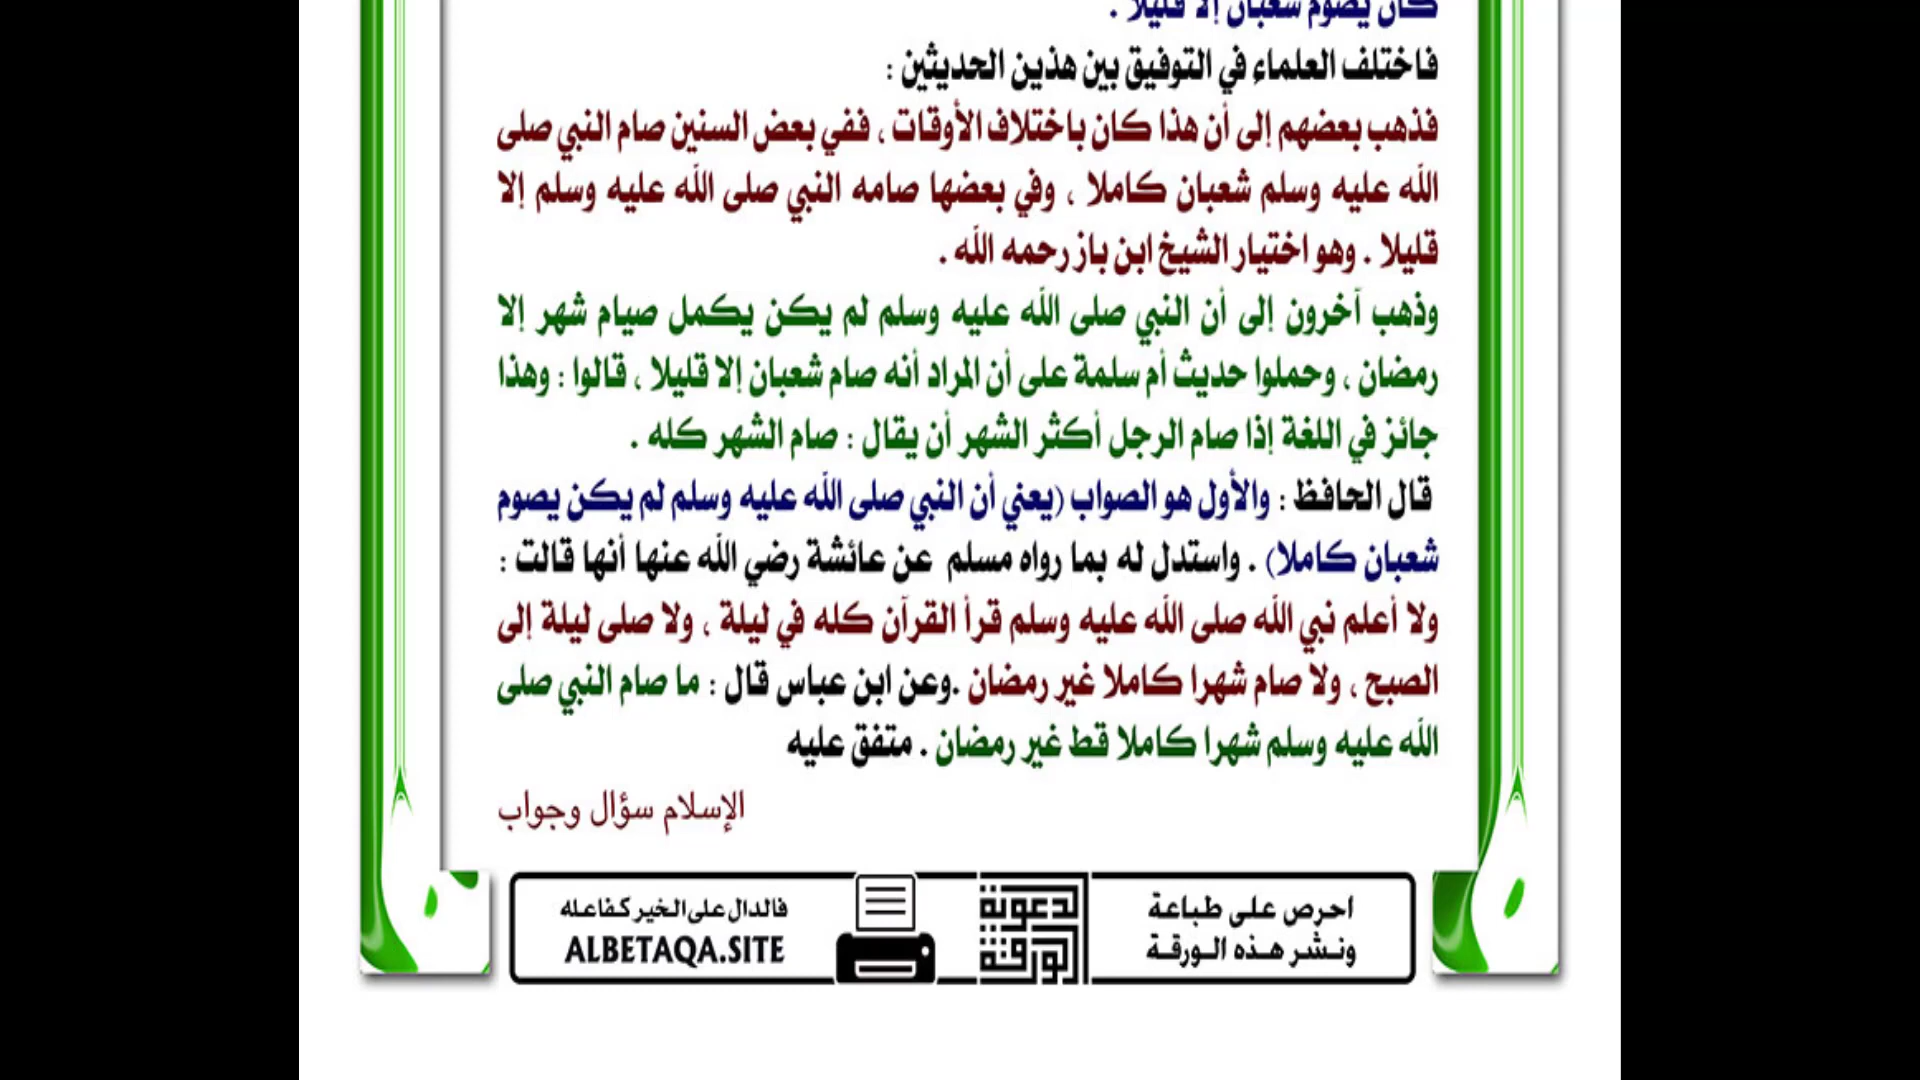 كان يصوم شعبان إلا قليلا .
فاختلف العلماء في التوفيق بين هذين الحديثين :
فذهب بعضهم إلى أن هذا كان باختلاف الأوقات ، ففي بعض السنين صام النبي صلى
الله عليه وسلم شعبان كاملا ، وفي بعضها صامه النبي صلى الله عليه وسلم إلا
قليلا . وهو اختيار الشيخ ابن باز رحمه الله .
وذهب آخرون إلى أن النبي صلى الله عليه وسلم لم يكن يكمل صيام شهر إلا
رمضان ، وحملوا حديث أم سلمة على أن المراد أنه صام شعبان إلا قليلا ، قالوا : وهذا
جائز في اللغة إذا صام الرجل أكثر الشهر أن يقال : صام الشهر كله .
قال الحافظ : والأول هو الصواب (يعني أن النبي صلى الله عليه وسلم لم يكن يصوم
شعبان كاملا) . واستدل له بما رواه مسلم عن عائشة رضي الله عنها أنها قالت :
ولا أعلم نبي الله صلى الله عليه وسلم قرأ القرآن كله في ليلة ، ولا صلى ليلة إلى
الصبح ، ولا صام شهرا كاملا غير رمضان .وعن ابن عباس قال : ما صام النبي صلى
الله عليه وسلم شهرا كاملا قط غير رمضان . متفق عليه
الإسلام سؤال وجواب
احرص على طباعة
ونشر هذه الورقة
الدعوية
الورقة
فالدال على الخير كفاعله
ALBETAQA.SITE